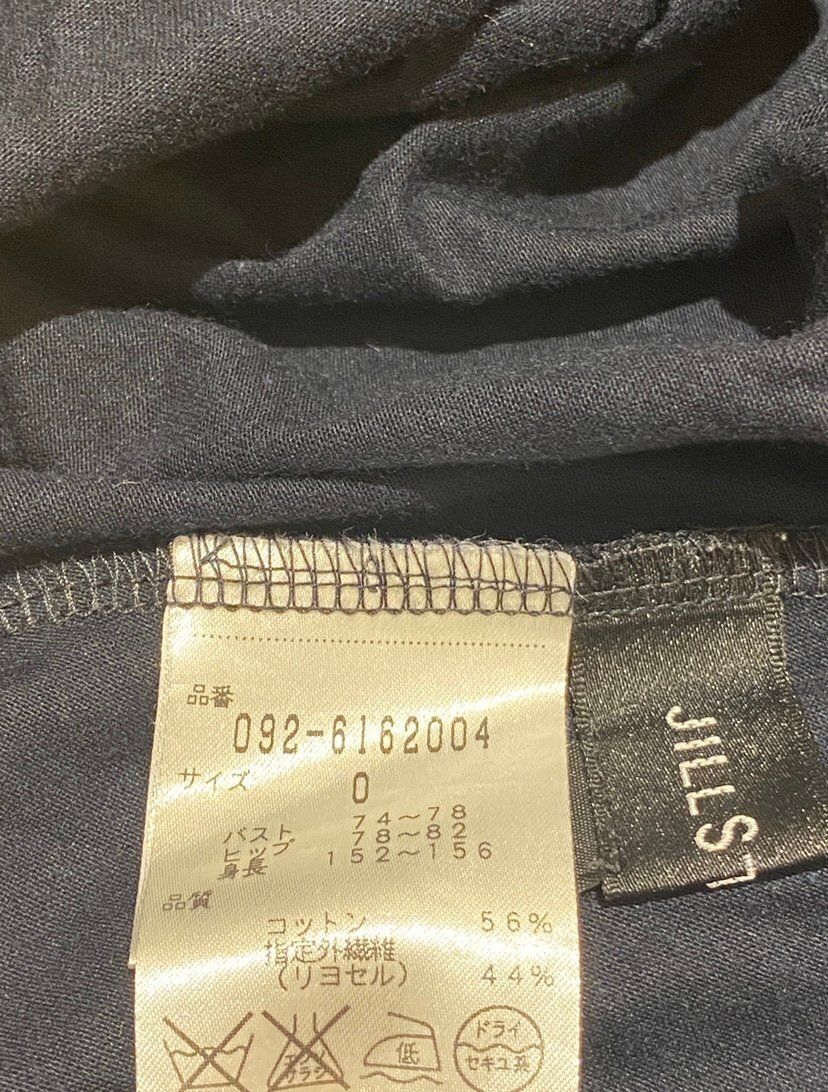 品番
092-6162004
サイズ
0
バスト 74～78
ヒップ 78～82
身長 152～156
品質
コットン 56%
指定外繊維
(リヨセル) 44%
低
ドライ
セキユ系
JILL S